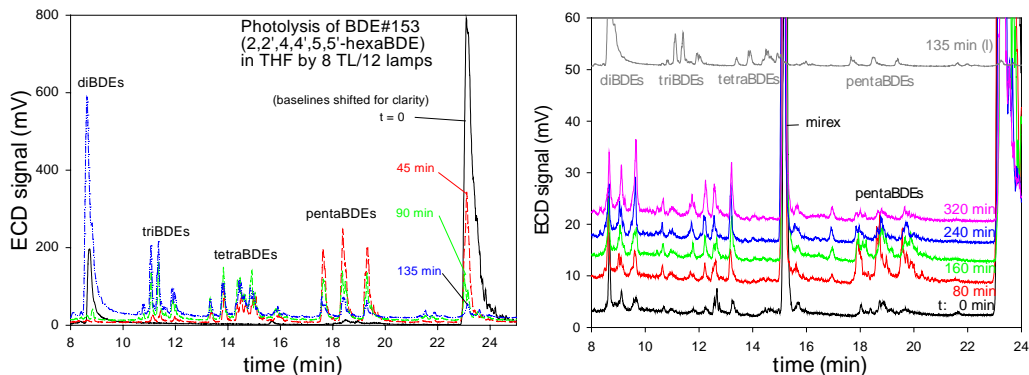 Photolysis of BDE#153
(2,2',4,4',5,5'-hexaBDE)
in THF by 8 TL/12 lamps
(baselines shifted for clarity)
t = 0
45 min
90 min
135 min
diBDEs
triBDEs
tetraBDEs
pentaBDEs
800
600
400
200
0
ECD signal (mV)
8 10 12 14 16 18 20 22 24
time (min)
60
50
40
30
20
10
0
ECD signal (mV)
135 min (l)
diBDEs triBDEs tetraBDEs pentaBDEs
mirex
pentaBDEs
320 min
240 min
160 min
80 min
t: 0 min
8 10 12 14 16 18 20 22 24
time (min)